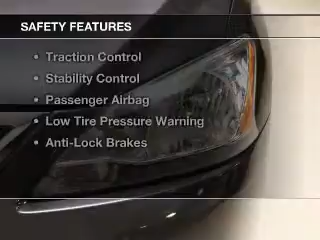 SAFETY FEATURES
• Traction Control
• Stability Control
• Passenger Airbag
• Low Tire Pressure Warning
• Anti-Lock Brakes